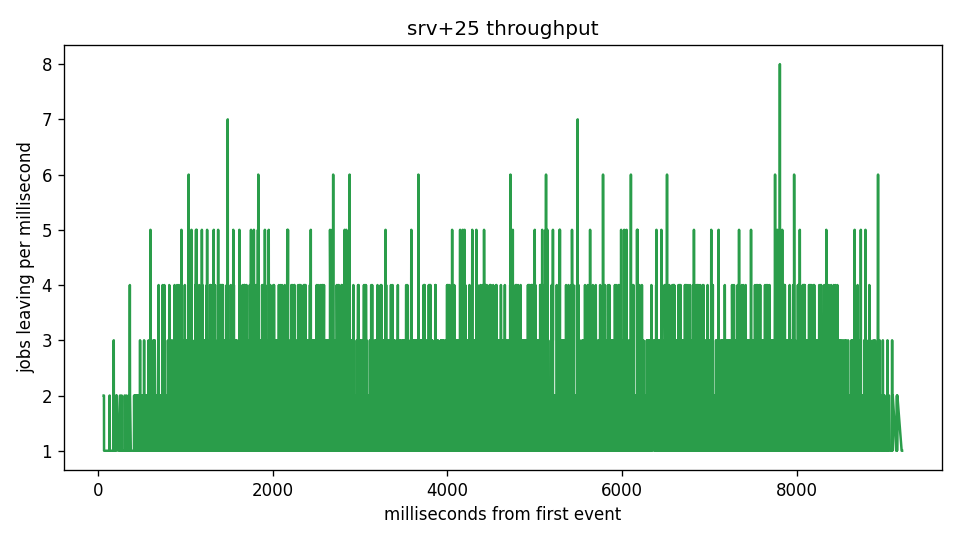 srv+25 throughput
jobs leaving per millisecond
8
7
6
5
4
3
2
1
0 2000 4000 6000 8000
milliseconds from first event